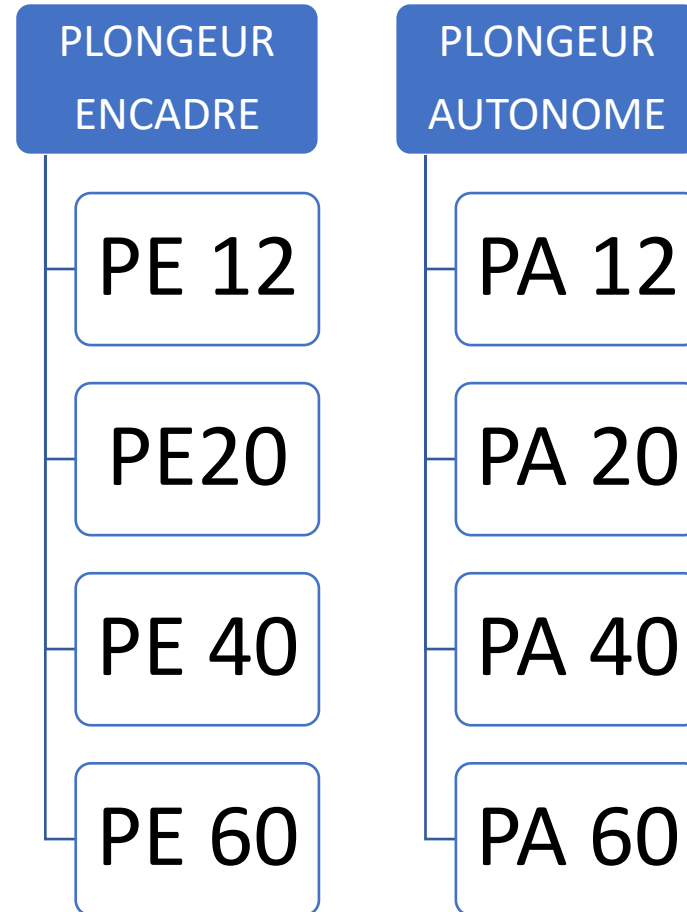 PLONGEUR
ENCADRE
PE 12
PE20
PE 40
PE 60
PLONGEUR
AUTONOME
PA 12
PA 20
PA 40
PA 60